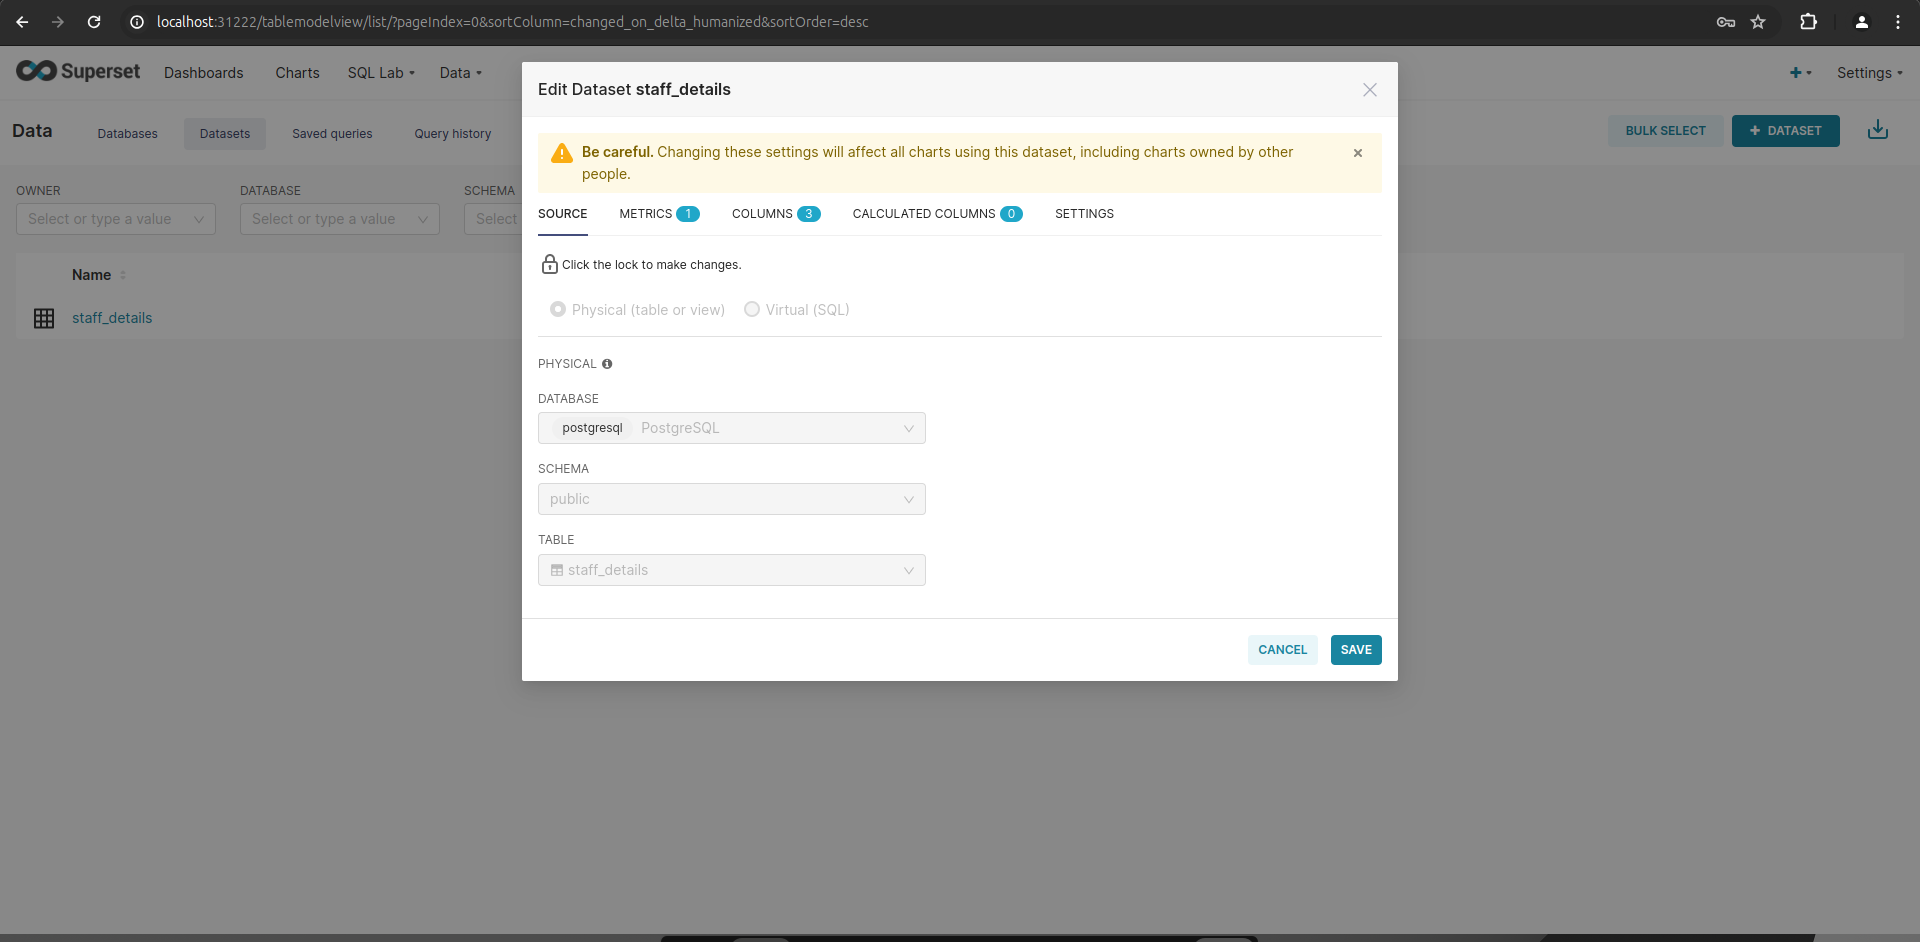 localhost:31222/tablemodelview/list/?pageIndex=0&sortColumn=changed_on_delta_humanized&sortOrder=desc
Superset Dashboards Charts SQL Lab Data Settings
Data Databases Datasets Saved queries Query history BULK SELECT + DATASET
OWNER DATABASE SCHEMA
Select or type a value Select or type a value Select
Name
staff_details
Edit Dataset staff_details
Be careful. Changing these settings will affect all charts using this dataset, including charts owned by other
people.
SOURCE METRICS 1 COLUMNS 3 CALCULATED COLUMNS 0 SETTINGS
Click the lock to make changes.
Physical (table or view) Virtual (SQL)
PHYSICAL
DATABASE
postgresql PostgreSQL
SCHEMA
public
TABLE
staff_details
CANCEL SAVE